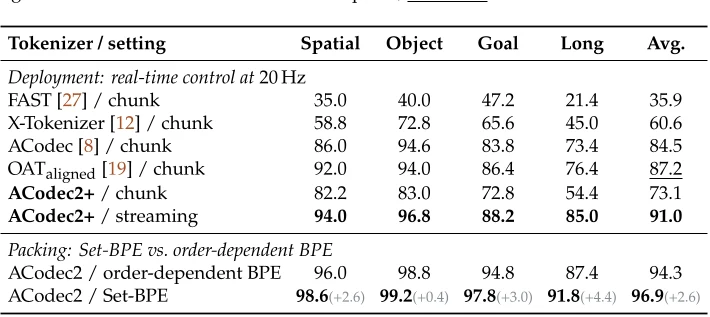 Tokenizer / setting Spatial Object Goal Long Avg.
Deployment: real-time control at 20 Hz
FAST [27] / chunk 35.0 40.0 47.2 21.4 35.9
X-Tokenizer [12] / chunk 58.8 72.8 65.6 45.0 60.6
ACodec [8] / chunk 86.0 94.6 83.8 73.4 84.5
OATaligned [19] / chunk 92.0 94.0 86.4 76.4 87.2
ACodec2+ / chunk 82.2 83.0 72.8 54.4 73.1
ACodec2+ / streaming 94.0 96.8 88.2 85.0 91.0
Packing: Set-BPE vs. order-dependent BPE
ACodec2 / order-dependent BPE 96.0 98.8 94.8 87.4 94.3
ACodec2 / Set-BPE 98.6(+2.6) 99.2(+0.4) 97.8(+3.0) 91.8(+4.4) 96.9(+2.6)